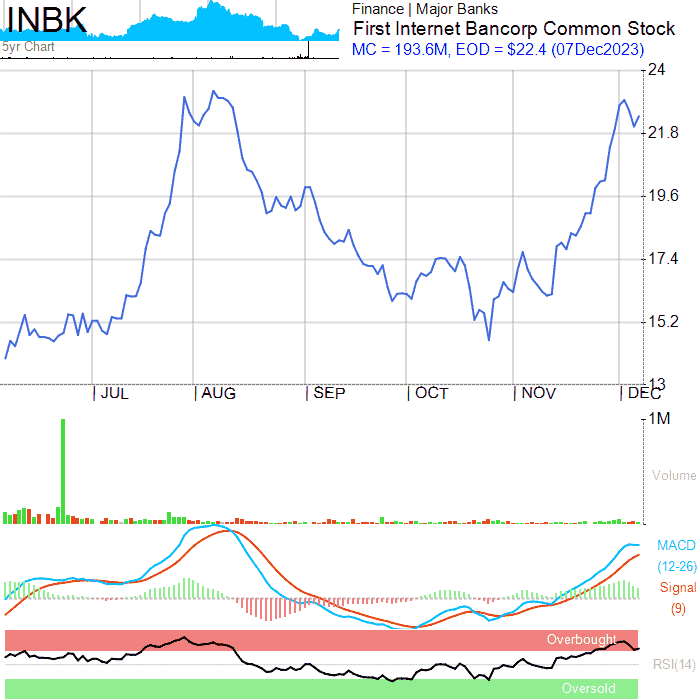 INBK
5yr Chart
Finance | Major Banks
First Internet Bancorp Common Stock
MC = 193.6M, EOD = $22.4 (07Dec2023)
24
21.8
19.6
17.4
15.2
13
JUL AUG SEP OCT NOV DEC
1M
Volume
MACD
(12-26)
Signal
(9)
Overbought
RSI(14)
Oversold